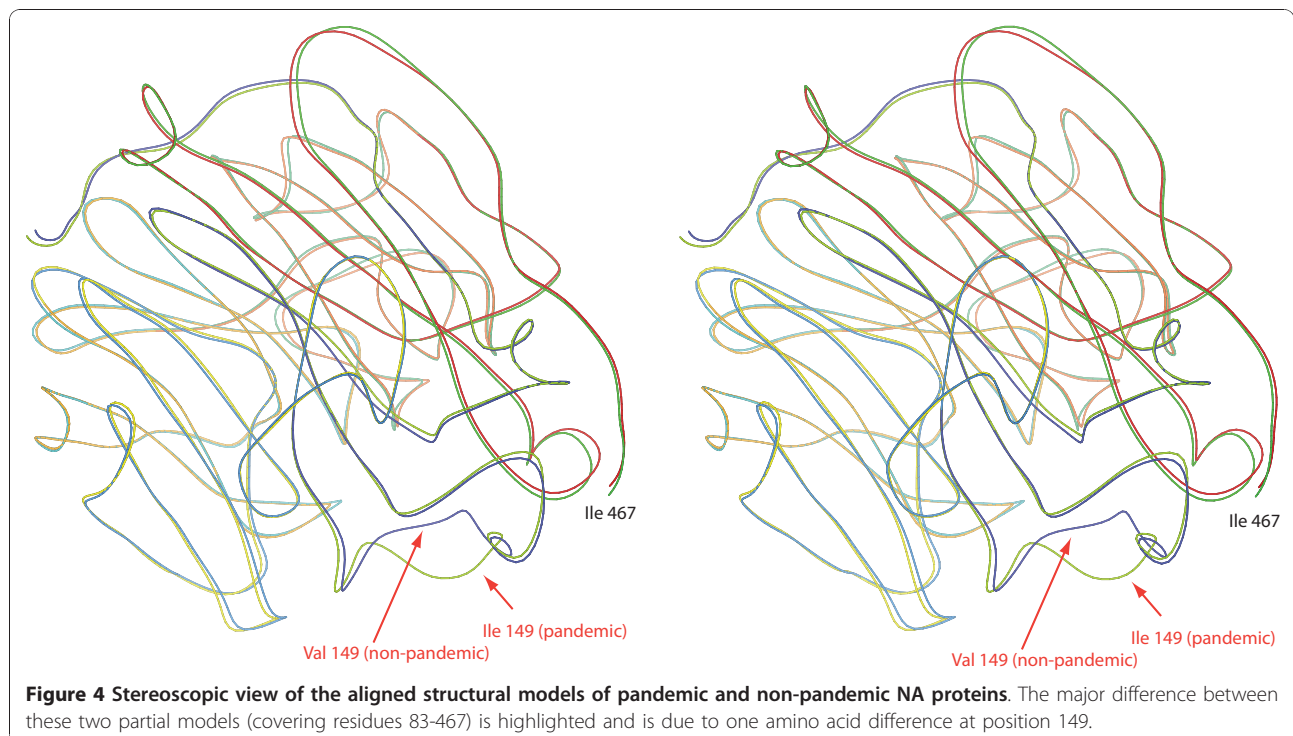 Ile 467
Ile 467
Ile 149 (pandemic)
Val 149 (non-pandemic)
Ile 149 (pandemic)
Val 149 (non-pandemic)
Figure 4 Stereoscopic view of the aligned structural models of pandemic and non-pandemic NA proteins. The major difference between
these two partial models (covering residues 83-467) is highlighted and is due to one amino acid difference at position 149.